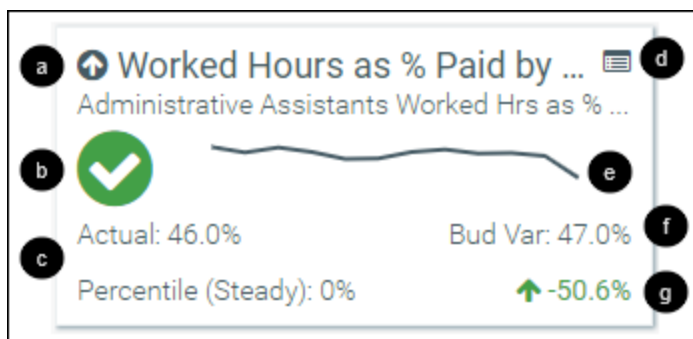 a Worked Hours as % Paid by ... d
Administrative Assistants Worked Hrs as % ...
b e
Actual: 46.0% Bud Var: 47.0% f
c
Percentile (Steady): 0% -50.6% g